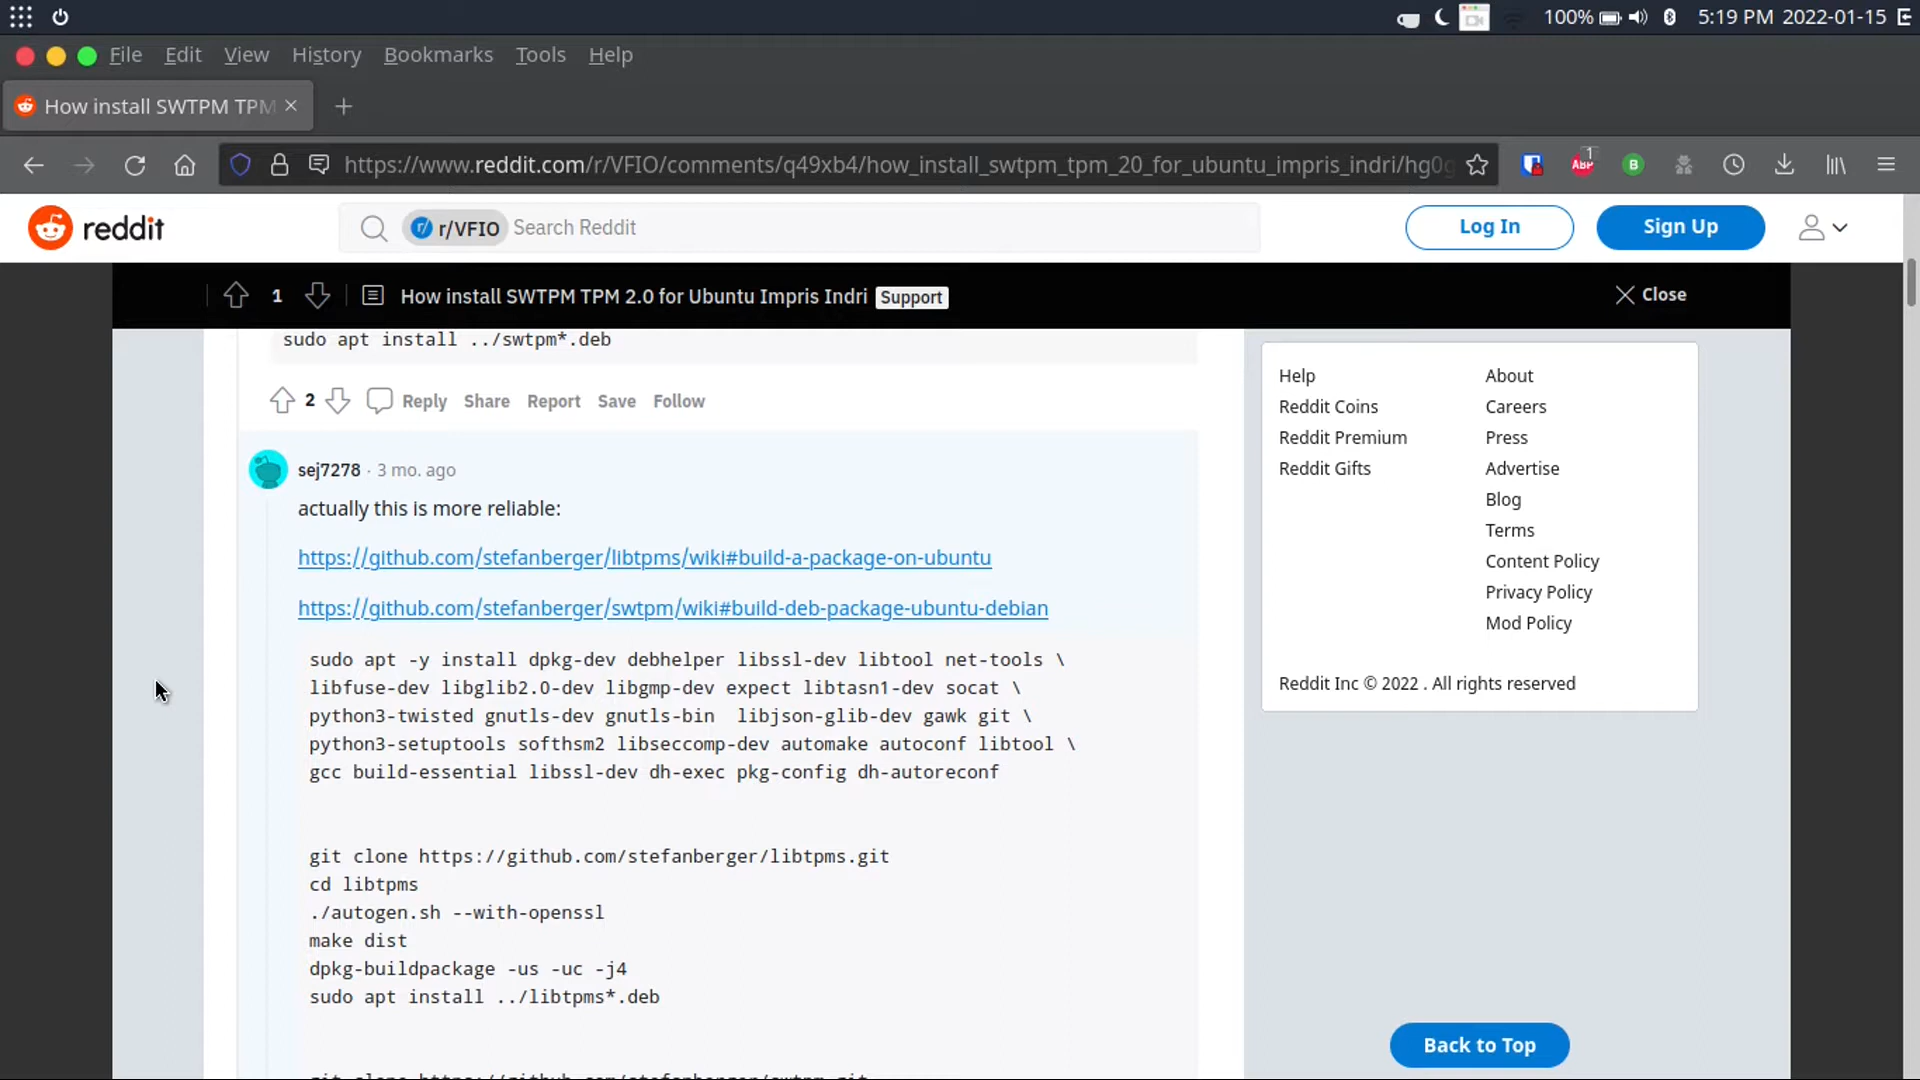 100% 5:19 PM 2022-01-15
File Edit View History Bookmarks Tools Help
How install SWTPM TPM
https://www.reddit.com/r/VFIO/comments/q49xb4/how_install_swtpm_tpm_20_for_ubuntu_impris_indri/hg0
ABP 1 B
reddit r/VFIO Search Reddit Log In Sign Up
1 How install SWTPM TPM 2.0 for Ubuntu Impris Indri Support Close
sudo apt install ../swtpm*.deb
2 Reply Share Report Save Follow
sej7278 · 3 mo. ago
actually this is more reliable:
https://github.com/stefanberger/libtpms/wiki#build-a-package-on-ubuntu
https://github.com/stefanberger/swtpm/wiki#build-deb-package-ubuntu-debian
sudo apt -y install dpkg-dev debhelper libssl-dev libtool net-tools \
libfuse-dev libglib2.0-dev libgmp-dev expect libtasn1-dev socat \
python3-twisted gnutls-dev gnutls-bin  libjson-glib-dev gawk git \
python3-setuptools softhsm2 libseccomp-dev automake autoconf libtool \
gcc build-essential libssl-dev dh-exec pkg-config dh-autoreconf
git clone https://github.com/stefanberger/libtpms.git
cd libtpms
./autogen.sh --with-openssl
make dist
dpkg-buildpackage -us -uc -j4
sudo apt install ../libtpms*.deb
git clone https://github.com/stefanberger/swtpm.git
Help About
Reddit Coins Careers
Reddit Premium Press
Reddit Gifts Advertise
Blog
Terms
Content Policy
Privacy Policy
Mod Policy
Reddit Inc © 2022 . All rights reserved
Back to Top